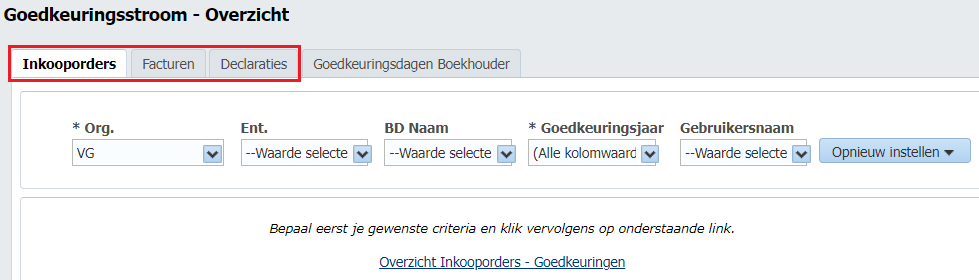 Goedkeuringsstroom - Overzicht
Inkooporders Facturen Declaraties Goedkeuringsdagen Boekhouder
* Org. Ent. BD Naam * Goedkeuringsjaar Gebruikersnaam
VG --Waarde selecte --Waarde selecte (Alle kolomwaard --Waarde selecte Opnieuw instellen
Bepaal eerst je gewenste criteria en klik vervolgens op onderstaande link.
Overzicht Inkooporders - Goedkeuringen